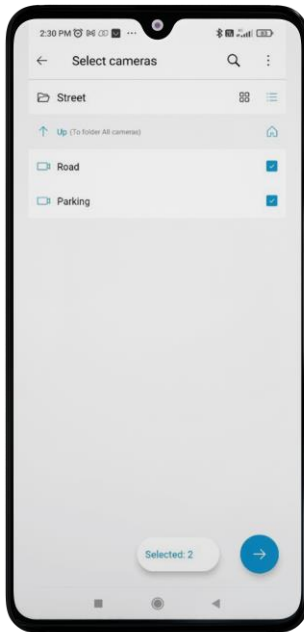 2:30 PM
Select cameras
Street
Up (To folder All cameras)
Road
Parking
Selected: 2